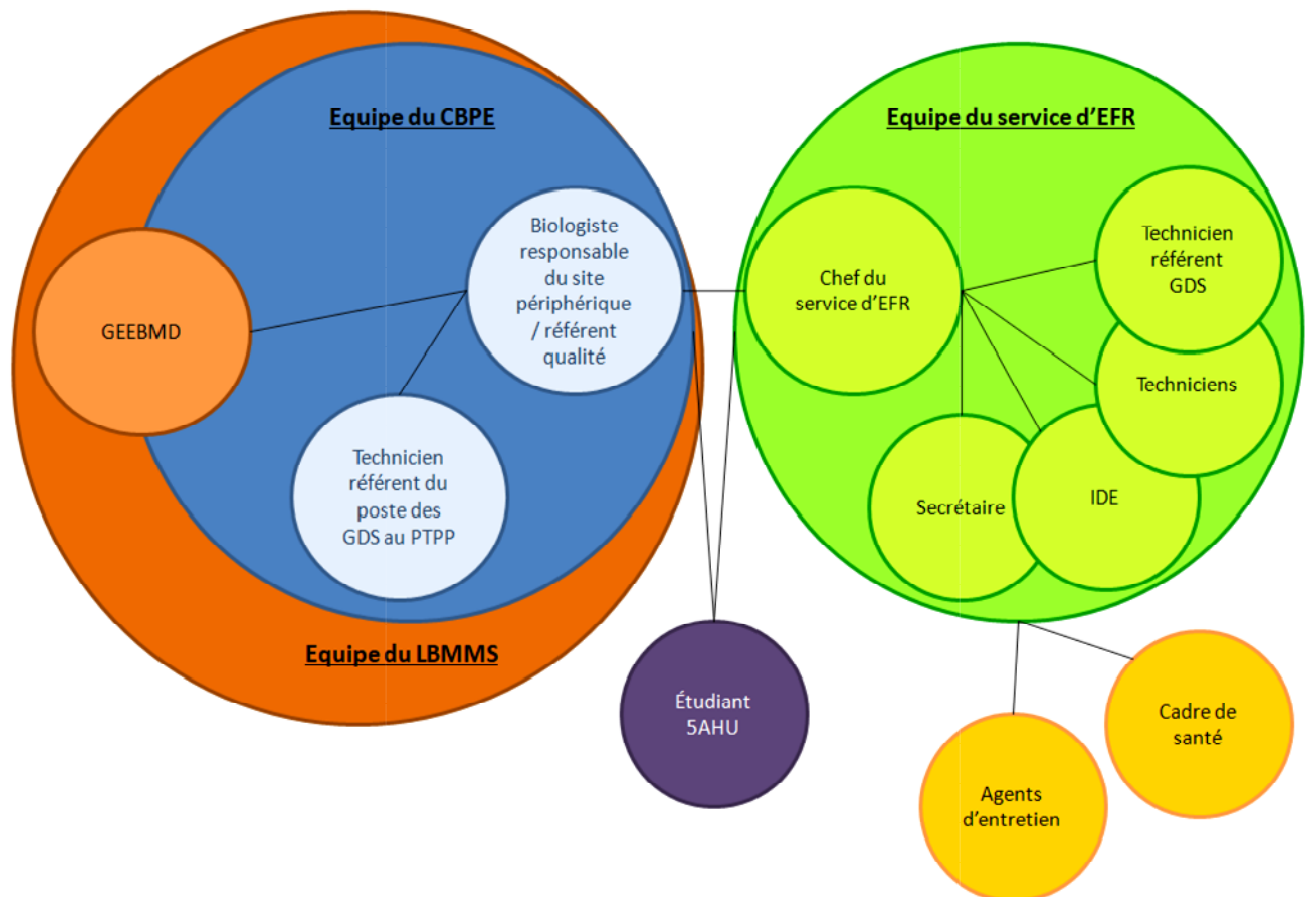 Equipe du CBPE
Biologiste
responsable
du site
périphérique
/ référent
qualité
GEEBMD
Technicien
référent du
poste des
GDS au PTPP
Equipe du LBMMS
Equipe du service d'EFR
Chef du
service d'EFR
Technicien
référent
GDS
Techniciens
IDE
Secrétaire
Étudiant
5AHU
Cadre de
santé
Agents
d'entretien